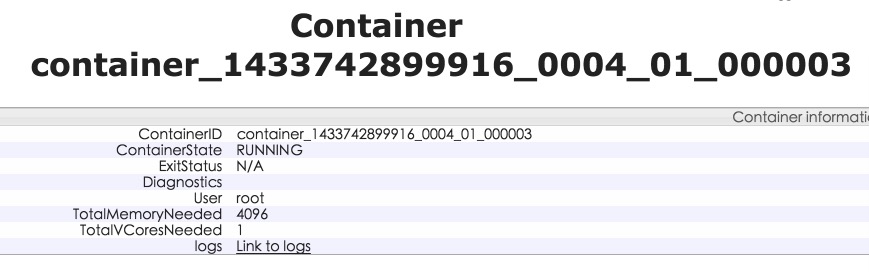 Container
container_1433742899916_0004_01_000003
Container informati
ContainerID container_1433742899916_0004_01_000003
ContainerState RUNNING
ExitStatus N/A
Diagnostics
User root
TotalMemoryNeeded 4096
TotalVCoresNeeded 1
logs Link to logs